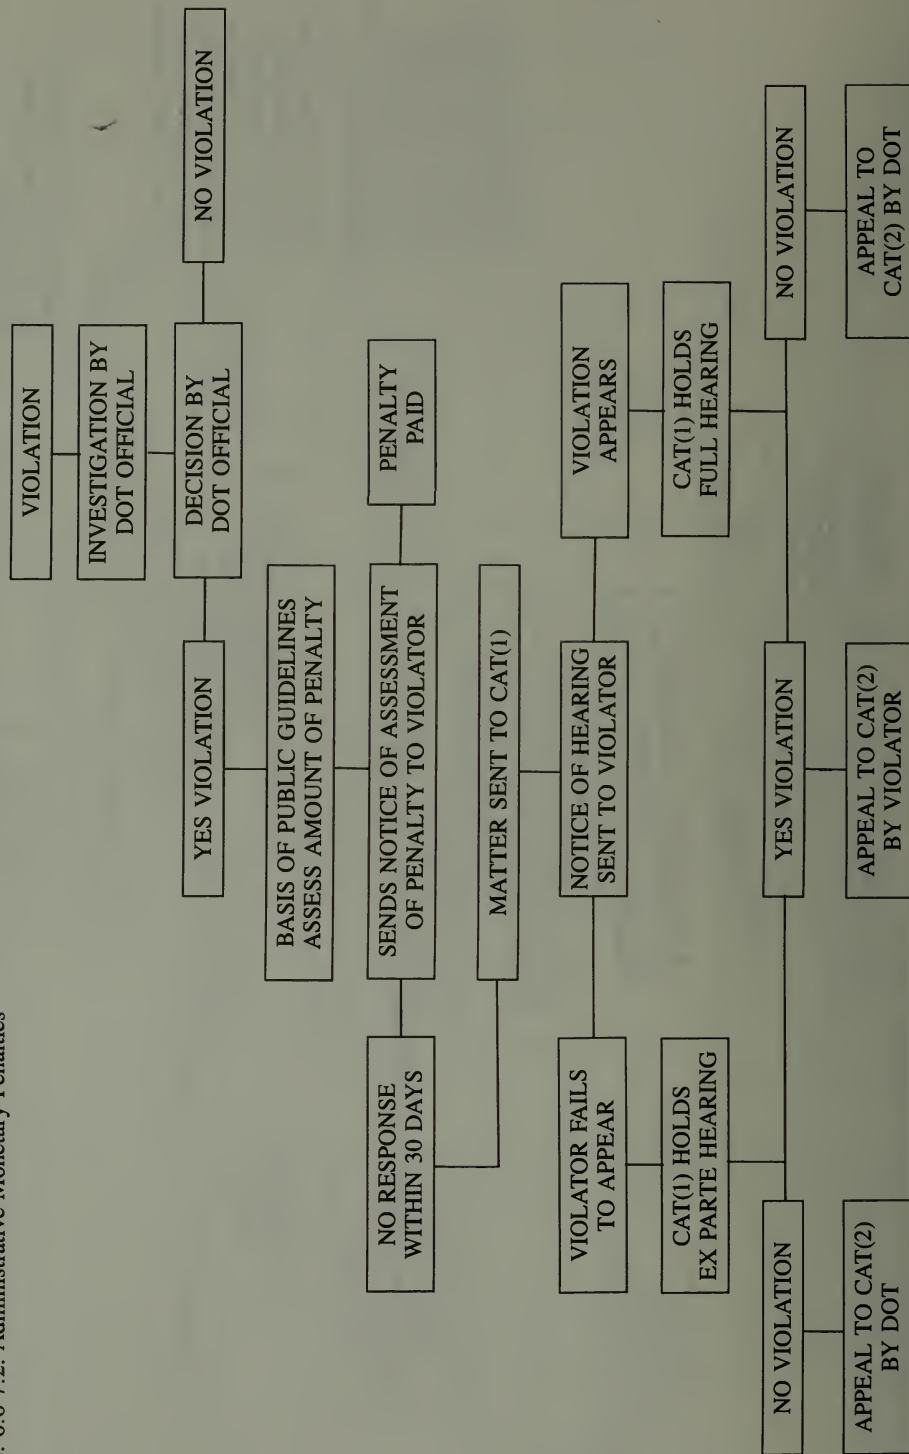 6.6-7.2. Administrative Monetary Penalties
VIOLATION
INVESTIGATION BY
DOT OFFICIAL
DECISION BY
DOT OFFICIAL
NO VIOLATION
YES VIOLATION
BASIS OF PUBLIC GUIDELINES
ASSESS AMOUNT OF PENALTY
SENDS NOTICE OF ASSESSMENT
OF PENALTY TO VIOLATOR
PENALTY
PAID
NO RESPONSE
WITHIN 30 DAYS
MATTER SENT TO CAT(1)
NOTICE OF HEARING
SENT TO VIOLATOR
VIOLATOR FAILS
TO APPEAR
VIOLATION
APPEARS
CAT(1) HOLDS
EX PARTE HEARING
CAT(1) HOLDS
FULL HEARING
NO VIOLATION
YES VIOLATION
NO VIOLATION
APPEAL TO CAT(2)
BY DOT
APPEAL TO CAT(2)
BY VIOLATOR
APPEAL TO
CAT(2) BY DOT